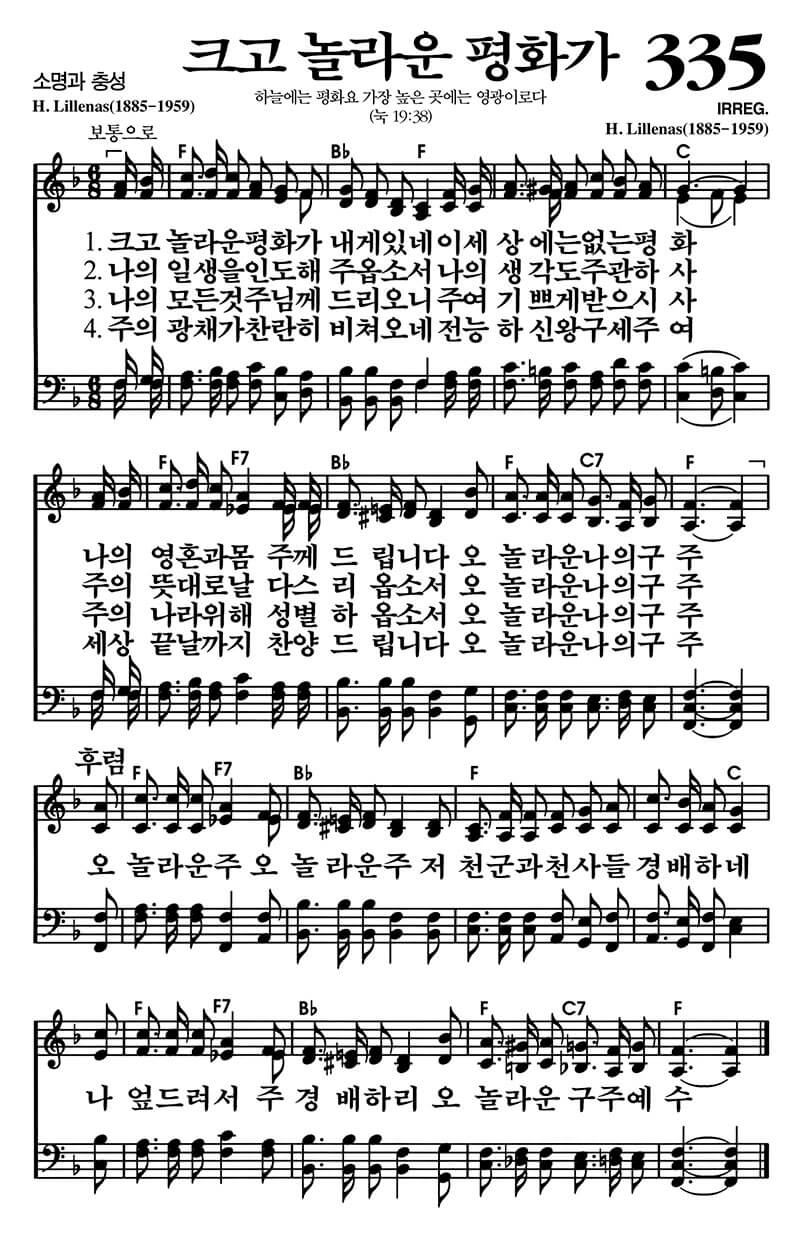 크고 놀라운 평화가 335
소명과 충성
하늘에는 평화요 가장 높은 곳에는 영광이로다
(눅 19:38)
H. Lillenas(1885-1959)
IRREG.
H. Lillenas(1885-1959)
보통으로
F B♭ F C
6/8
1. 크고 놀라운평화가 내게있네이세 상 에는없는평 화
2. 나의 일생을인도해 주옵소서나의 생 각도주관하 사
3. 나의 모든것주님께 드리오니주여 기 쁘게받으시 사
4. 주의 광채가찬란히 비쳐오네전능 하 신왕구세주 여
6/8
F F7 B♭ F C7 F
나의 영혼과몸 주께 드 립니다 오 놀 라운나의구 주
주의 뜻대로날 다스 리 옵소서 오 놀 라운나의구 주
주의 나라위해 성별 하 옵소서 오 놀 라운나의구 주
세상 끝날까지 찬양 드 립니다 오 놀 라운나의구 주
후렴
F F7 B♭ F C
오 놀라운주 오 놀 라운주 저 천군과천사들 경배하네
F F7 B♭ F C7 F
나 엎드려서 주 경 배하리 오 놀라운 구주예 수